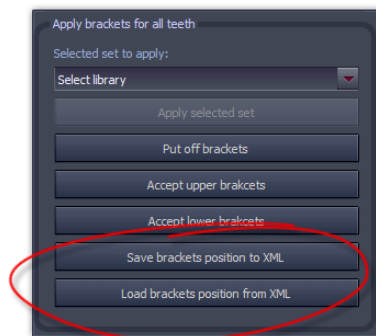 Apply brackets for all teeth
Selected set to apply:
Select library
Apply selected set
Put off brackets
Accept upper brakcets
Accept lower brakcets
Save brackets position to XML
Load brackets position from XML